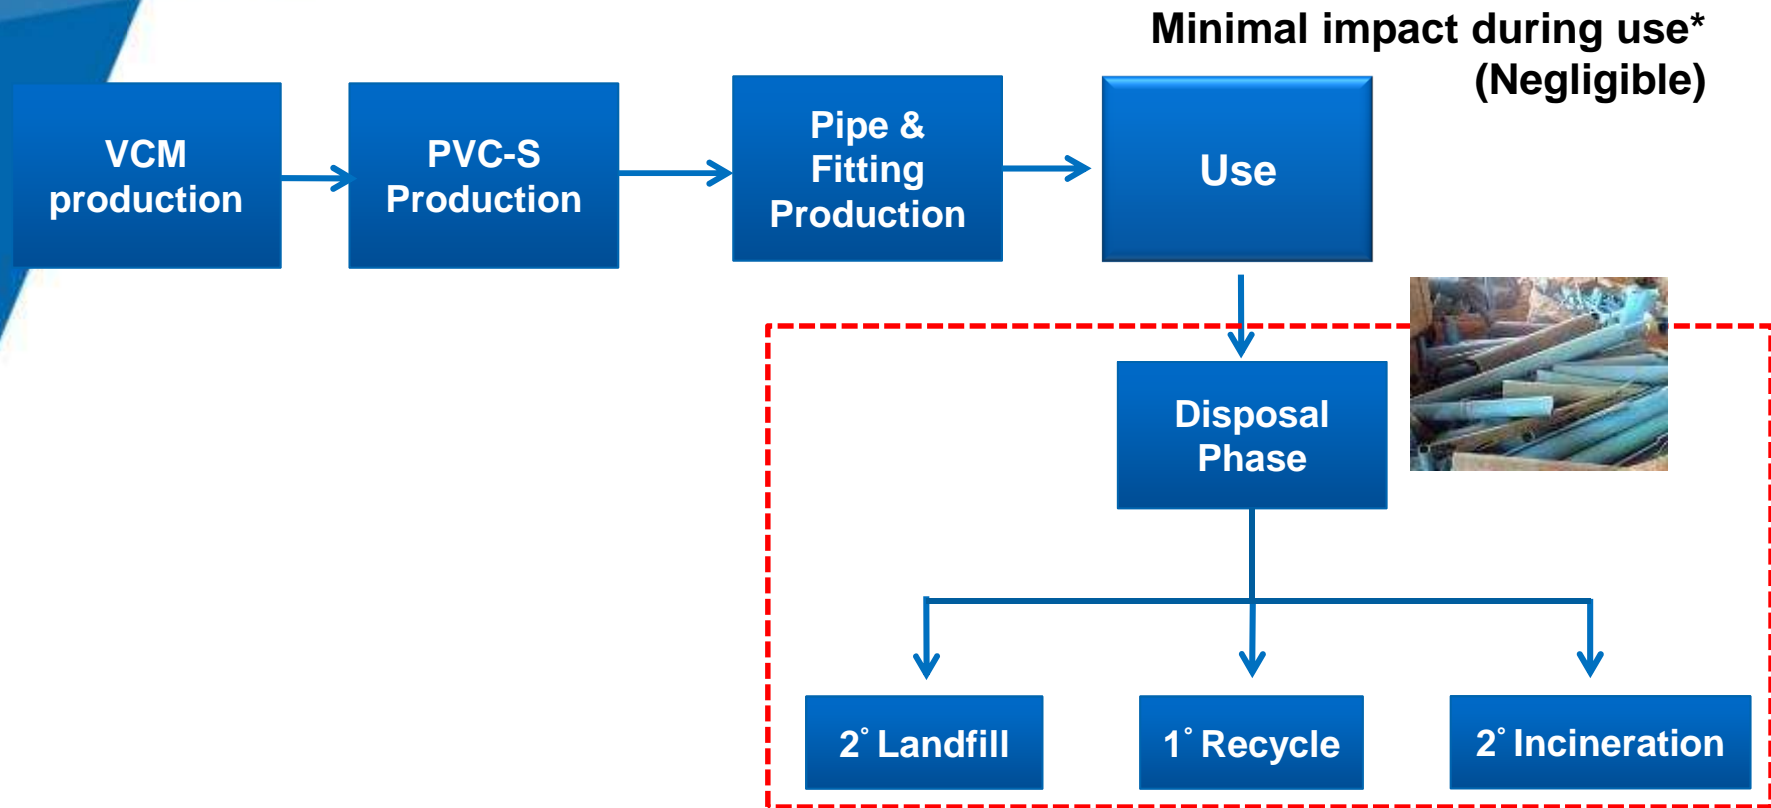 Minimal impact during use*
(Negligible)
VCM
production
PVC-S
Production
Pipe &
Fitting
Production
Use
Disposal
Phase
2° Landfill
1° Recycle
2° Incineration